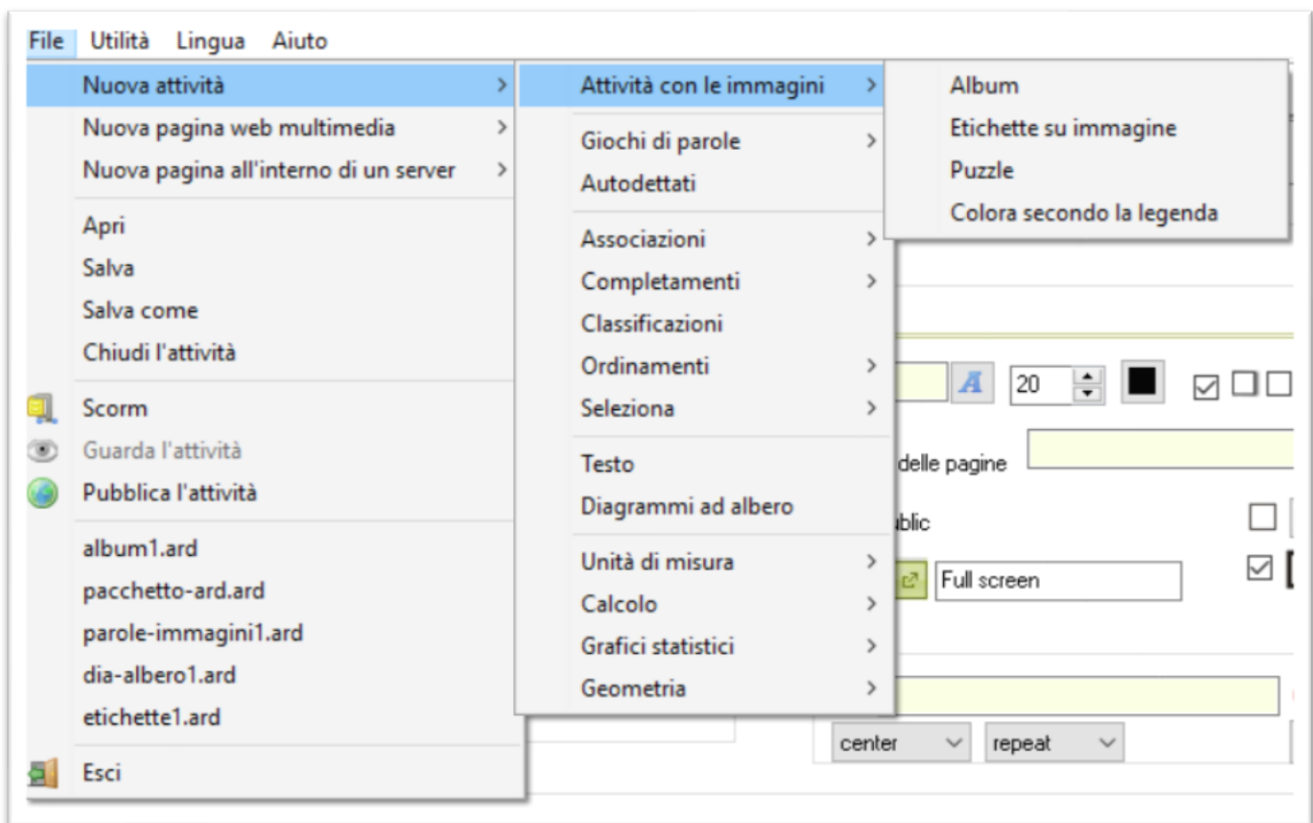 File Utilità Lingua Aiuto
Nuova attività
Nuova pagina web multimedia
Nuova pagina all'interno di un server
Apri
Salva
Salva come
Chiudi l'attività
Scorm
Guarda l'attività
Pubblica l'attività
album1.ard
pacchetto-ard.ard
parole-immagini1.ard
dia-albero1.ard
etichette1.ard
Esci
Attività con le immagini
Giochi di parole
Autodettati
Associazioni
Completamenti
Classificazioni
Ordinamenti
Seleziona
Testo
Diagrammi ad albero
Unità di misura
Calcolo
Grafici statistici
Geometria
Album
Etichette su immagine
Puzzle
Colora secondo la legenda
A 20
delle pagine
Full screen
center repeat